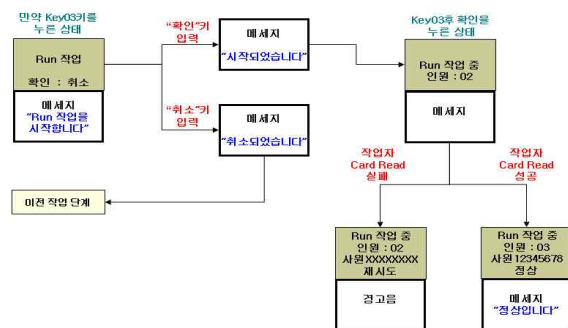 만약 Key03키를
누른 상태
Run 작업
확인 : 취소
메세지
"Run 작업을
시작합니다"
"확인"키
입력
메세지
"시작되었습니다"
"취소"키
입력
메세지
"취소되었습니다"
이전 작업 단계
Key03후 확인을
누른 상태
Run 작업 중
인원 : 02
메세지
작업자
Card Read
실패
작업자
Card Read
성공
Run 작업 중
인원 : 02
사원XXXXXXXX
재시도
경고음
Run 작업 중
인원 : 03
사원12345678
정상
메세지
"정상입니다"